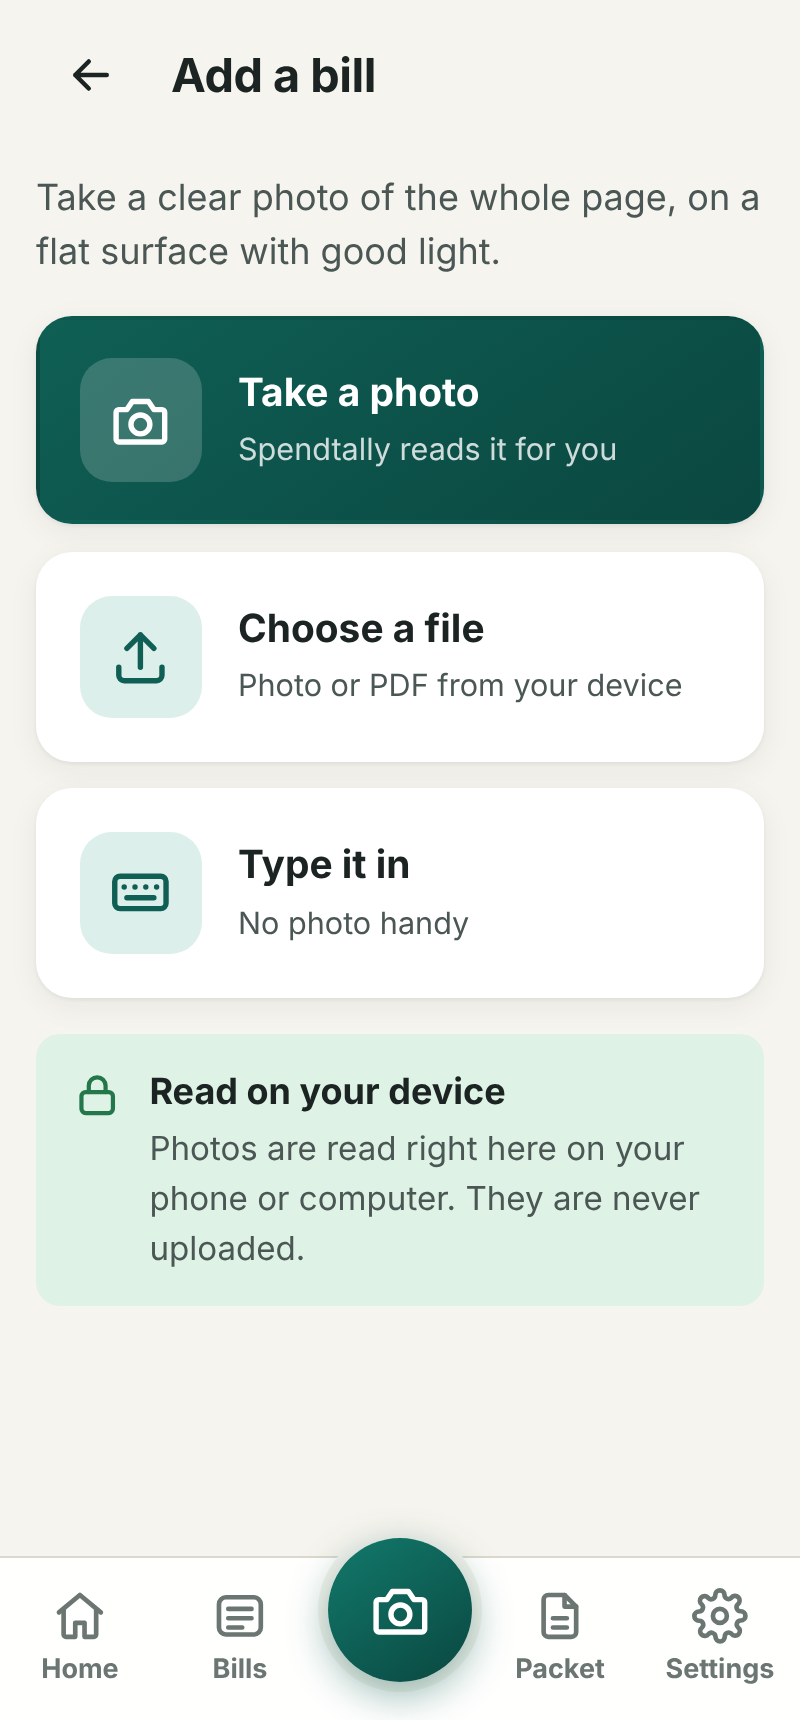 Add a bill
Take a clear photo of the whole page, on a
flat surface with good light.
Take a photo
Spendtally reads it for you
Choose a file
Photo or PDF from your device
Type it in
No photo handy
Read on your device
Photos are read right here on your
phone or computer. They are never
uploaded.
Home
Bills
Packet
Settings